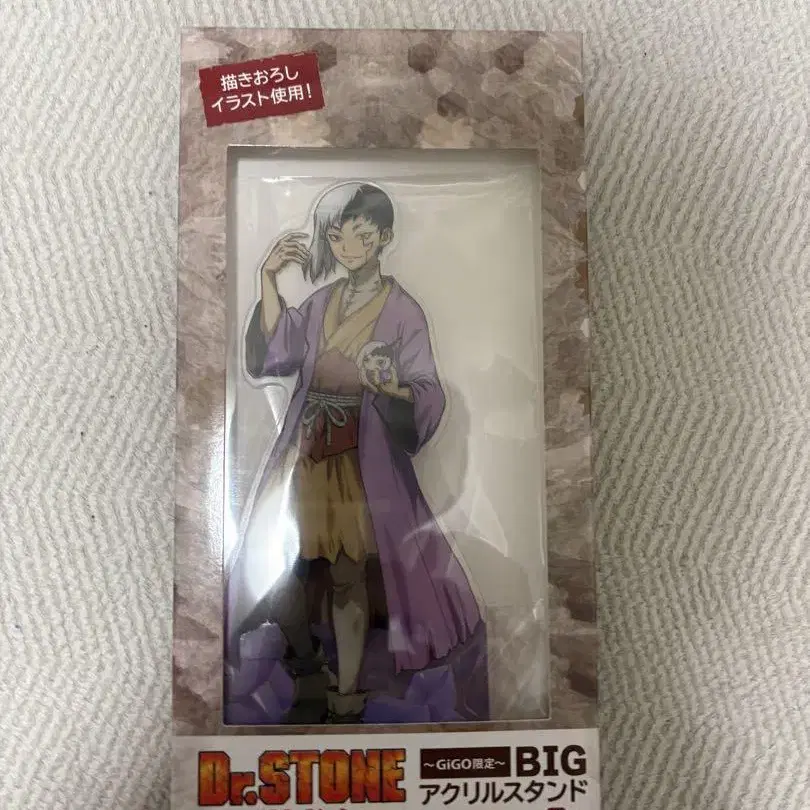 描きおろし
イラスト使用!
Dr.STONE
~GiGO限定~
BIG
アクリルスタンド